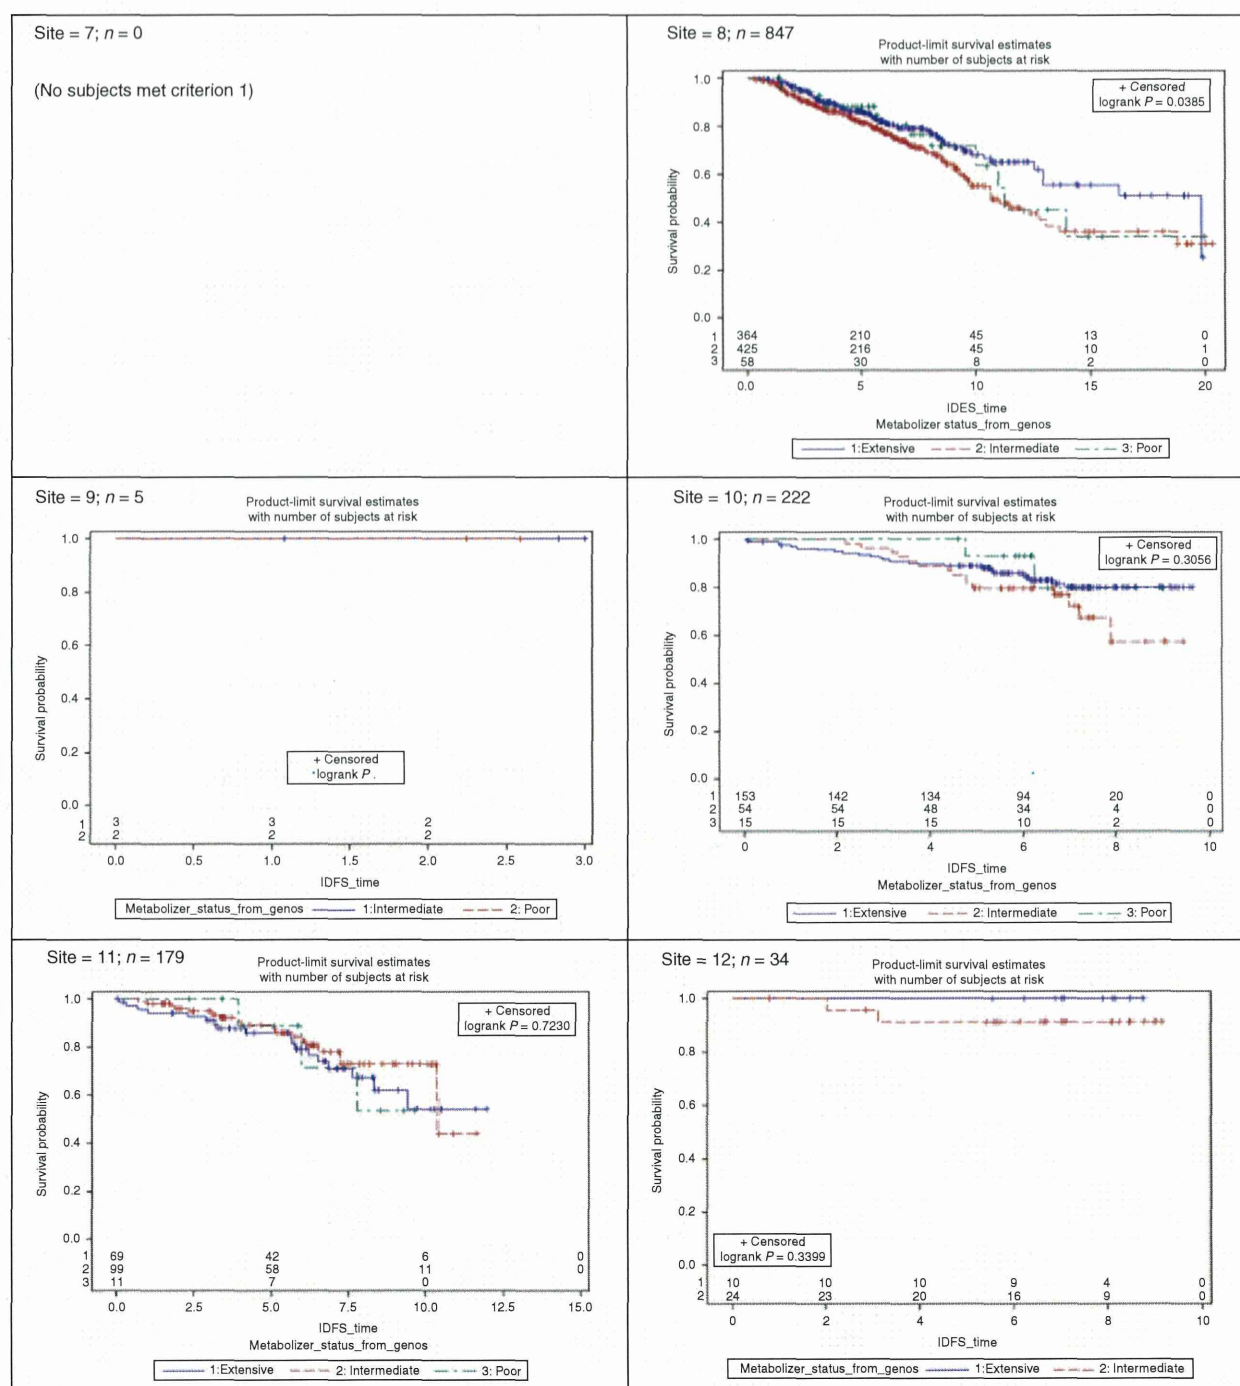 Site = 7; n = 0
(No subjects met criterion 1)
Site = 8; n = 847
Product-limit survival estimates
with number of subjects at risk
+ Censored
logrank P = 0.0385
Survival probability
1.0
0.8
0.6
0.4
0.2
0.0
1 364 210 45 13 0
2 425 216 45 10 1
3 58 30 8 2 0
0.0 5 10 15 20
IDES_time
Metabolizer status_from_genos
1:Extensive 2: Intermediate 3: Poor
Site = 9; n = 5
Product-limit survival estimates
with number of subjects at risk
Survival probability
1.0
0.8
0.6
0.4
0.2
0.0
+ Censored
logrank P .
1 3 3 2
2 2 2 2
0.0 0.5 1.0 1.5 2.0 2.5 3.0
IDFS_time
Metabolizer_status_from_genos 1:Intermediate 2: Poor
Site = 10; n = 222
Product-limit survival estimates
with number of subjects at risk
+ Censored
logrank P = 0.3056
Survival probability
1.0
0.8
0.6
0.4
0.2
0.0
1 153 142 134 94 20 0
2 54 54 48 34 4 0
3 15 15 15 10 2 0
0 2 4 6 8 10
IDFS_time
Metabolizer_status_from_genos
1:Extensive 2: Intermediate 3: Poor
Site = 11; n = 179
Product-limit survival estimates
with number of subjects at risk
+ Censored
logrank P = 0.7230
Survival probability
1.0
0.8
0.6
0.4
0.2
0.0
1 69 42 6 0
2 99 58 11 0
3 11 7 0
0.0 2.5 5.0 7.5 10.0 12.5 15.0
IDFS_time
Metabolizer_status_from_genos
1:Extensive 2: Intermediate 3: Poor
Site = 12; n = 34
Product-limit survival estimates
with number of subjects at risk
Survival probability
1.0
0.8
0.6
0.4
0.2
0.0
+ Censored
logrank P = 0.3399
1 10 10 10 9 4 0
2 24 23 20 16 9 0
0 2 4 6 8 10
IDFS_time
Metabolizer_status_from_genos 1:Extensive 2: Intermediate